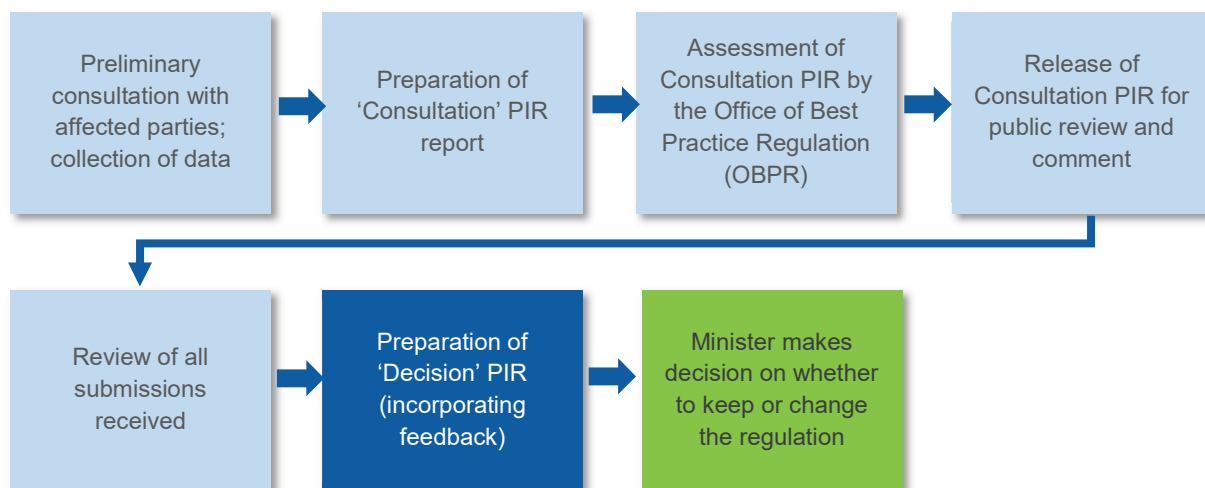 Preliminary
consultation with
affected parties;
collection of data
Preparation of
‘Consultation’ PIR
report
Assessment of
Consultation PIR by
the Office of Best
Practice Regulation
(OBPR)
Release of
Consultation PIR for
public review and
comment
Review of all
submissions
received
Preparation of
‘Decision’ PIR
(incorporating
feedback)
Minister makes
decision on whether
to keep or change
the regulation